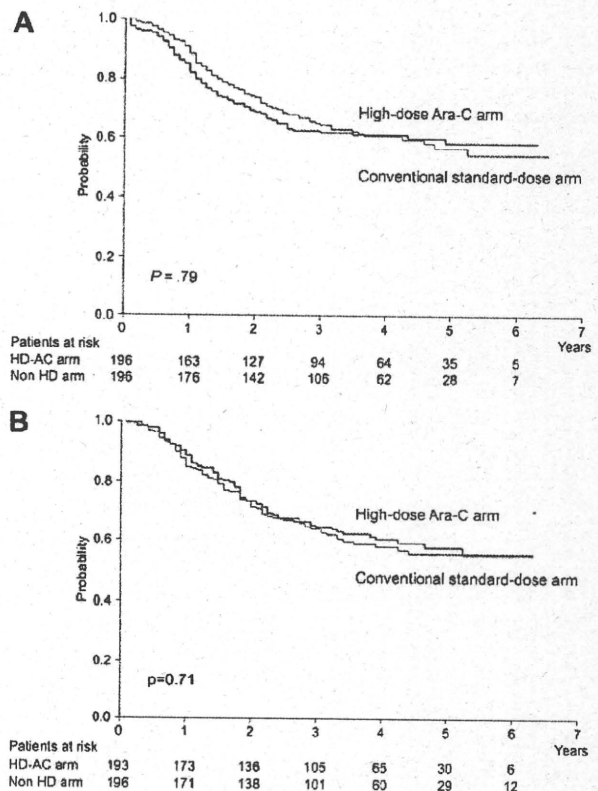 A
1.0
0.8
High-dose Ara-C arm
0.6
Conventional standard-dose arm
Probability
0.4
0.2
P = .79
0.0
0 1 2 3 4 5 6 7
Years
Patients at risk
HD-AC arm 196 163 127 94 64 35 5
Non HD arm 196 176 142 106 62 28 7
B
1.0
0.8
High-dose Ara-C arm
0.6
Conventional standard-dose arm
Probability
0.4
0.2
p=0.71
0.0
0 1 2 3 4 5 6 7
Years
Patients at risk
HD-AC arm 193 173 136 105 65 30 6
Non HD arm 196 171 138 101 60 29 12